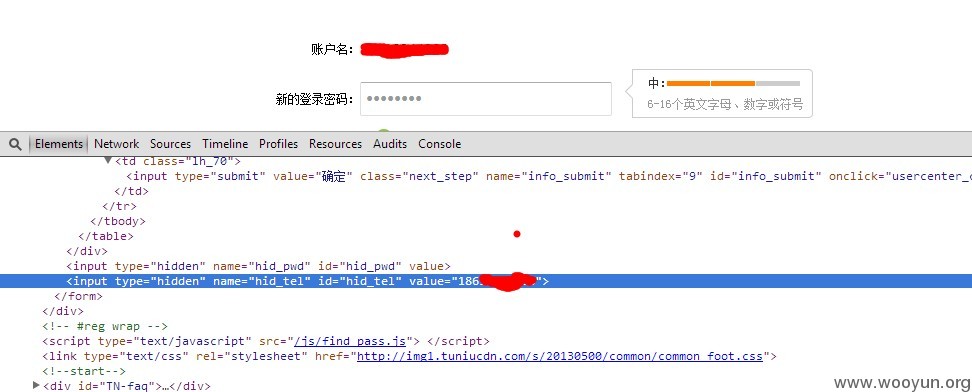 账户名：
新的登录密码：
中:
6-16个英文字母、数字或符号
Elements Network Sources Timeline Profiles Resources Audits Console
<td class="lh_70">
<input type="submit" value="确定" class="next_step" name="info_submit" tabindex="9" id="info_submit" onclick="usercenter_c
</td>
</tr>
</tbody>
</table>
</div>
<input type="hidden" name="hid_pwd" id="hid_pwd" value>
<input type="hidden" name="hid_tel" id="hid_tel" value="186
</form>
</div>
<!-- #reg wrap -->
<script type="text/javascript" src="/js/find_pass.js"> </script>
<link type="text/css" rel="stylesheet" href="http://img1.tuniucdn.com/s/20130500/common/common_foot.css">
<!--start-->
<div id="TN-faq">…</div>
www.wooyun.org